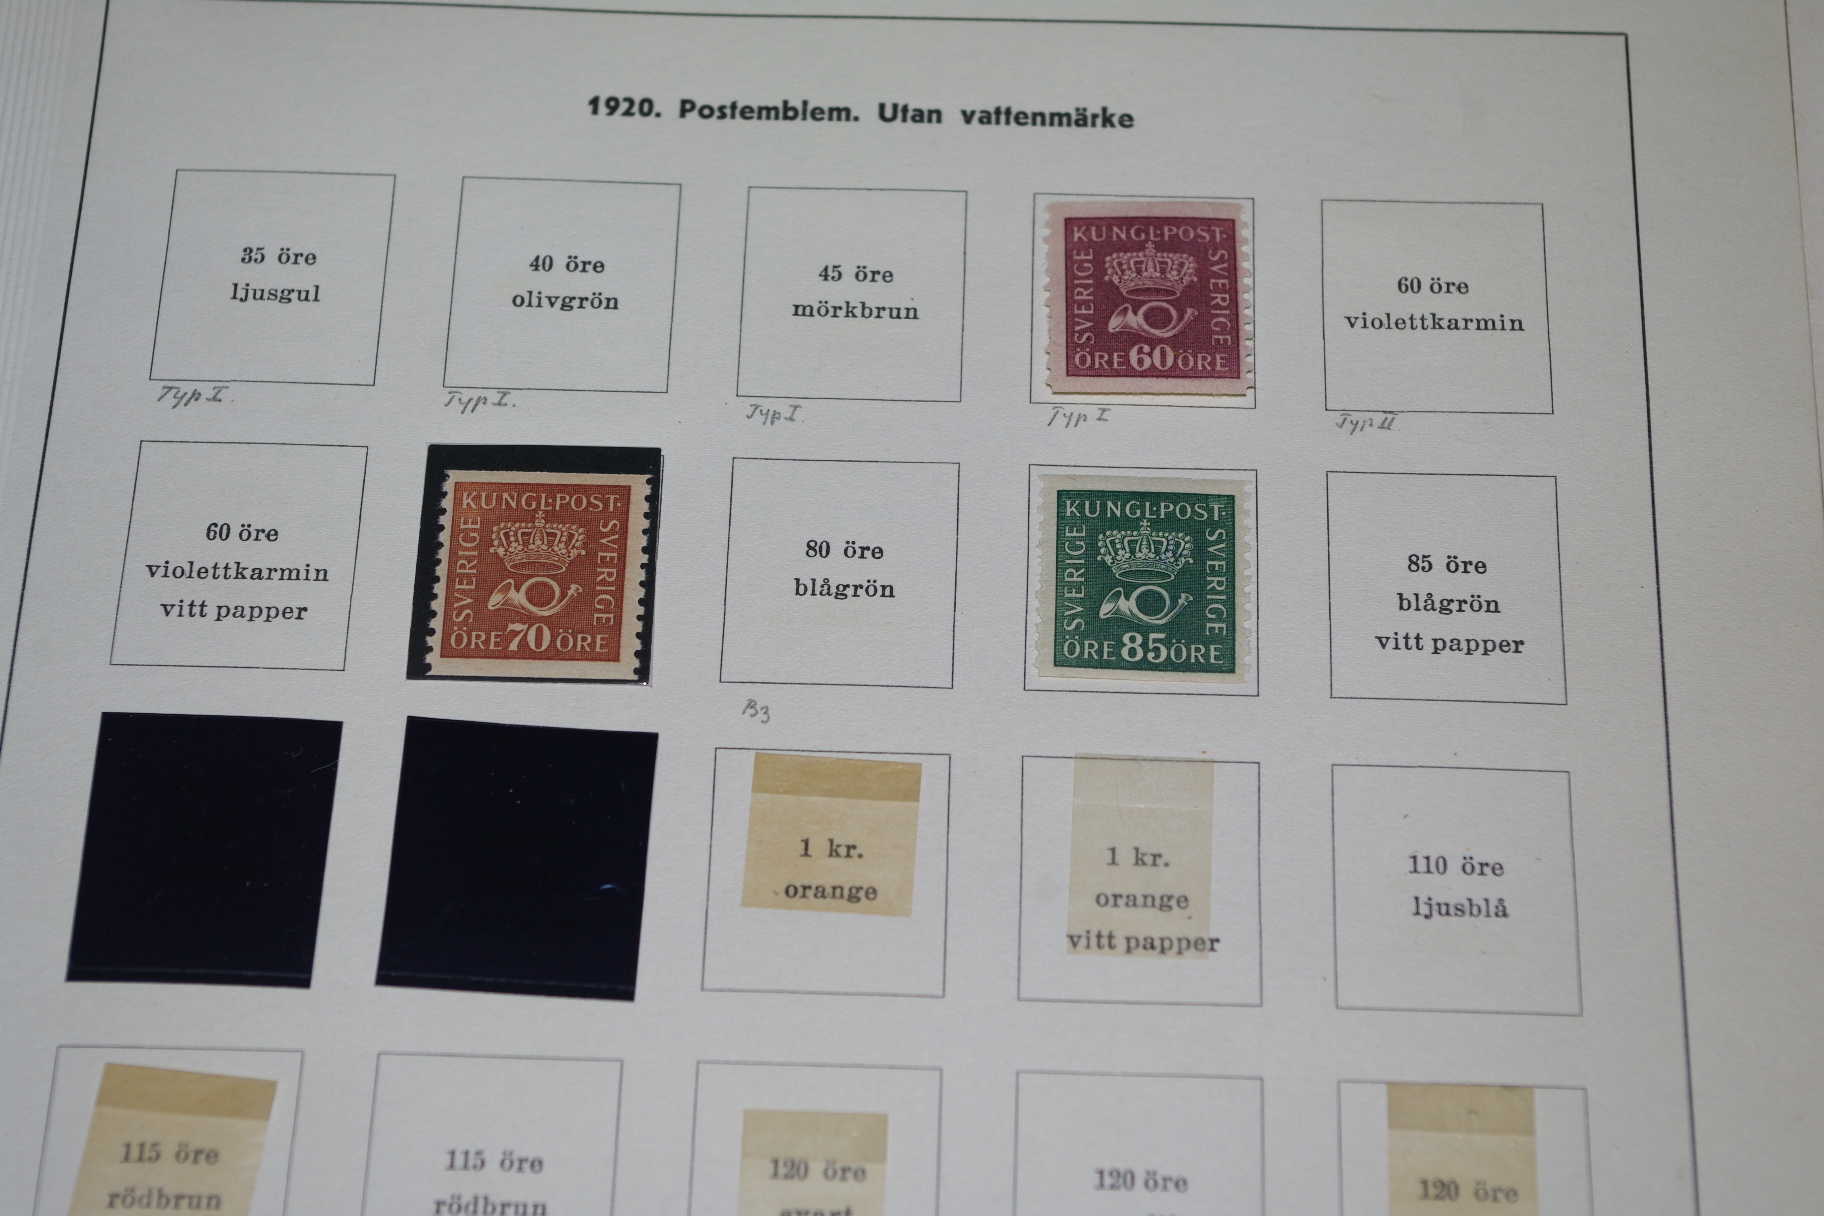 1920. Postemblem. Utan vattenmärke
35 öre
ljusgul
40 öre
olivgrön
45 öre
mörkbrun
KUNGL·POST·
SVERIGE
SVERIGE
ÖRE 60 ÖRE
60 öre
violettkarmin
Typ I.
Typ I.
Typ I
Typ I
Typ II
60 öre
violettkarmin
vitt papper
KUNGL·POST·
SVERIGE
SVERIGE
ÖRE 70 ÖRE
80 öre
blågrön
KUNGL·POST·
SVERIGE
SVERIGE
ÖRE 85 ÖRE
85 öre
blågrön
vitt papper
B3
1 kr.
orange
1 kr.
orange
vitt papper
110 öre
ljusblå
115 öre
rödbrun
115 öre
rödbrun
120 öre
svart
120 öre
120 öre